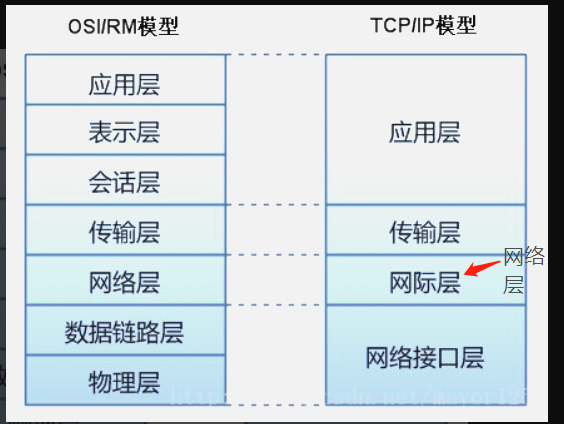 OSI/RM模型
TCP/IP模型
应用层
表示层
会话层
传输层
网络层
数据链路层
物理层
应用层
传输层
网际层
网络接口层
网络
层